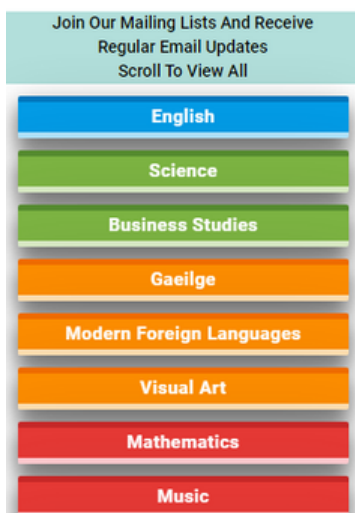 Join Our Mailing Lists And Receive
Regular Email Updates
Scroll To View All
English
Science
Business Studies
Gaeilge
Modern Foreign Languages
Visual Art
Mathematics
Music